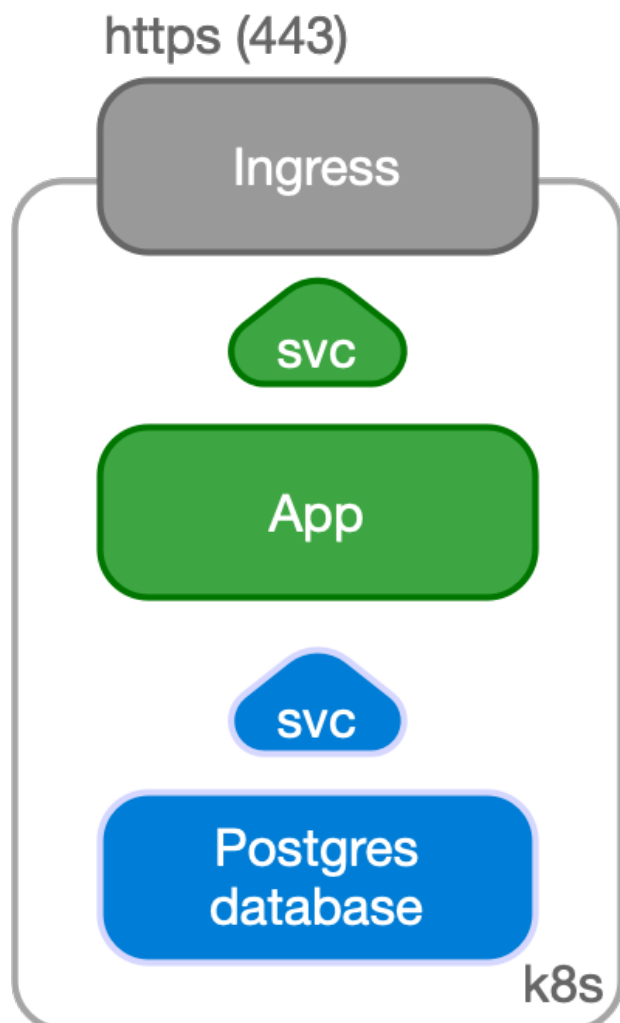 https (443)
Ingress
svc
App
svc
Postgres
database
k8s